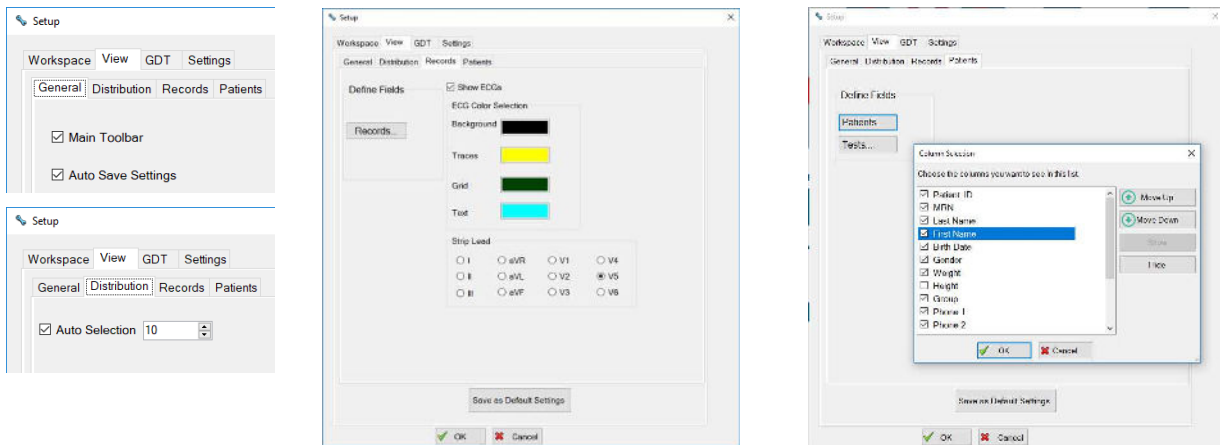 Setup
Workspace View GDT Settings
General Distribution Records Patients
Main Toolbar
Auto Save Settings
Setup
Workspace View GDT Settings
General Distribution Records Patients
Auto Selection 10
Setup
Workspace View GDT Settings
General Distribution Records Patients
Define Fields
Records...
Show ECGs
ECG Color Selection
Background
Traces
Grid
Text
Strip Lead
I aVR V1 V4
II aVL V2 V5
III aVF V3 V6
Save as Default Settings
OK Cancel
Setup
Workspace View GDT Settings
General Distribution Records Patients
Define Fields
Patients
Tests...
Column Selection
Choose the columns you want to see in this list.
Patient ID
MRN
Last Name
First Name
Birth Date
Gender
Weight
Height
Group
Phone 1
Phone 2
Move Up
Move Down
Show
Hide
OK Cancel
Save as Default Settings
OK Cancel